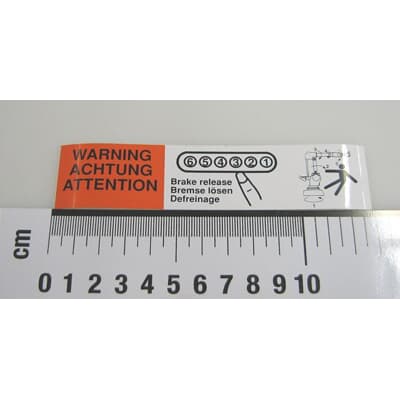 WARNING
ACHTUNG
ATTENTION
6 5 4 3 2 1
Brake release
Bremse lösen
Defreinage
cm
0 1 2 3 4 5 6 7 8 9 10